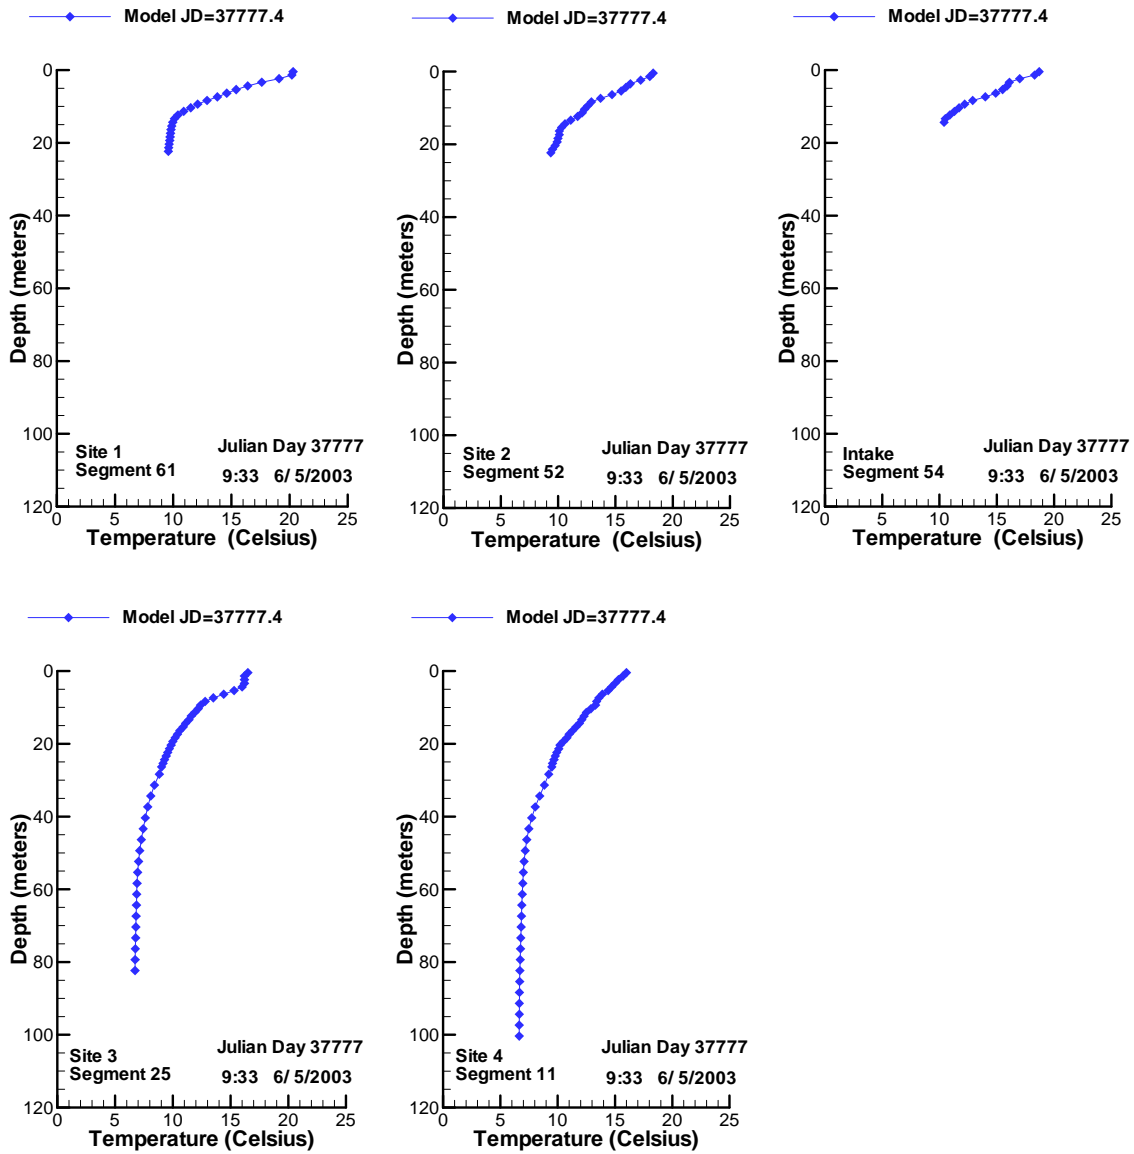 Model JD=37777.4
0
20
40
60
80
100
120
Depth (meters)
Site 1
Segment 61
Julian Day 37777
9:33 6/ 5/2003
0 5 10 15 20 25
Temperature (Celsius)
Model JD=37777.4
0
20
40
60
80
100
120
Depth (meters)
Site 2
Segment 52
Julian Day 37777
9:33 6/ 5/2003
0 5 10 15 20 25
Temperature (Celsius)
Model JD=37777.4
0
20
40
60
80
100
120
Depth (meters)
Intake
Segment 54
Julian Day 37777
9:33 6/ 5/2003
0 5 10 15 20 25
Temperature (Celsius)
Model JD=37777.4
0
20
40
60
80
100
120
Depth (meters)
Site 3
Segment 25
Julian Day 37777
9:33 6/ 5/2003
0 5 10 15 20 25
Temperature (Celsius)
Model JD=37777.4
0
20
40
60
80
100
120
Depth (meters)
Site 4
Segment 11
Julian Day 37777
9:33 6/ 5/2003
0 5 10 15 20 25
Temperature (Celsius)